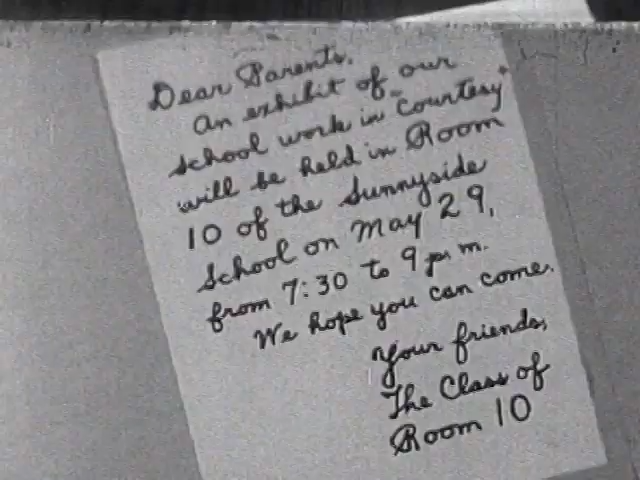 Dear Parents,
An exhibit of our
school work in "Courtesy"
will be held in Room
10 of the Sunnyside
School on May 29,
from 7:30 to 9 p. m.
We hope you can come.
Your friends,
The Class of
Room 10